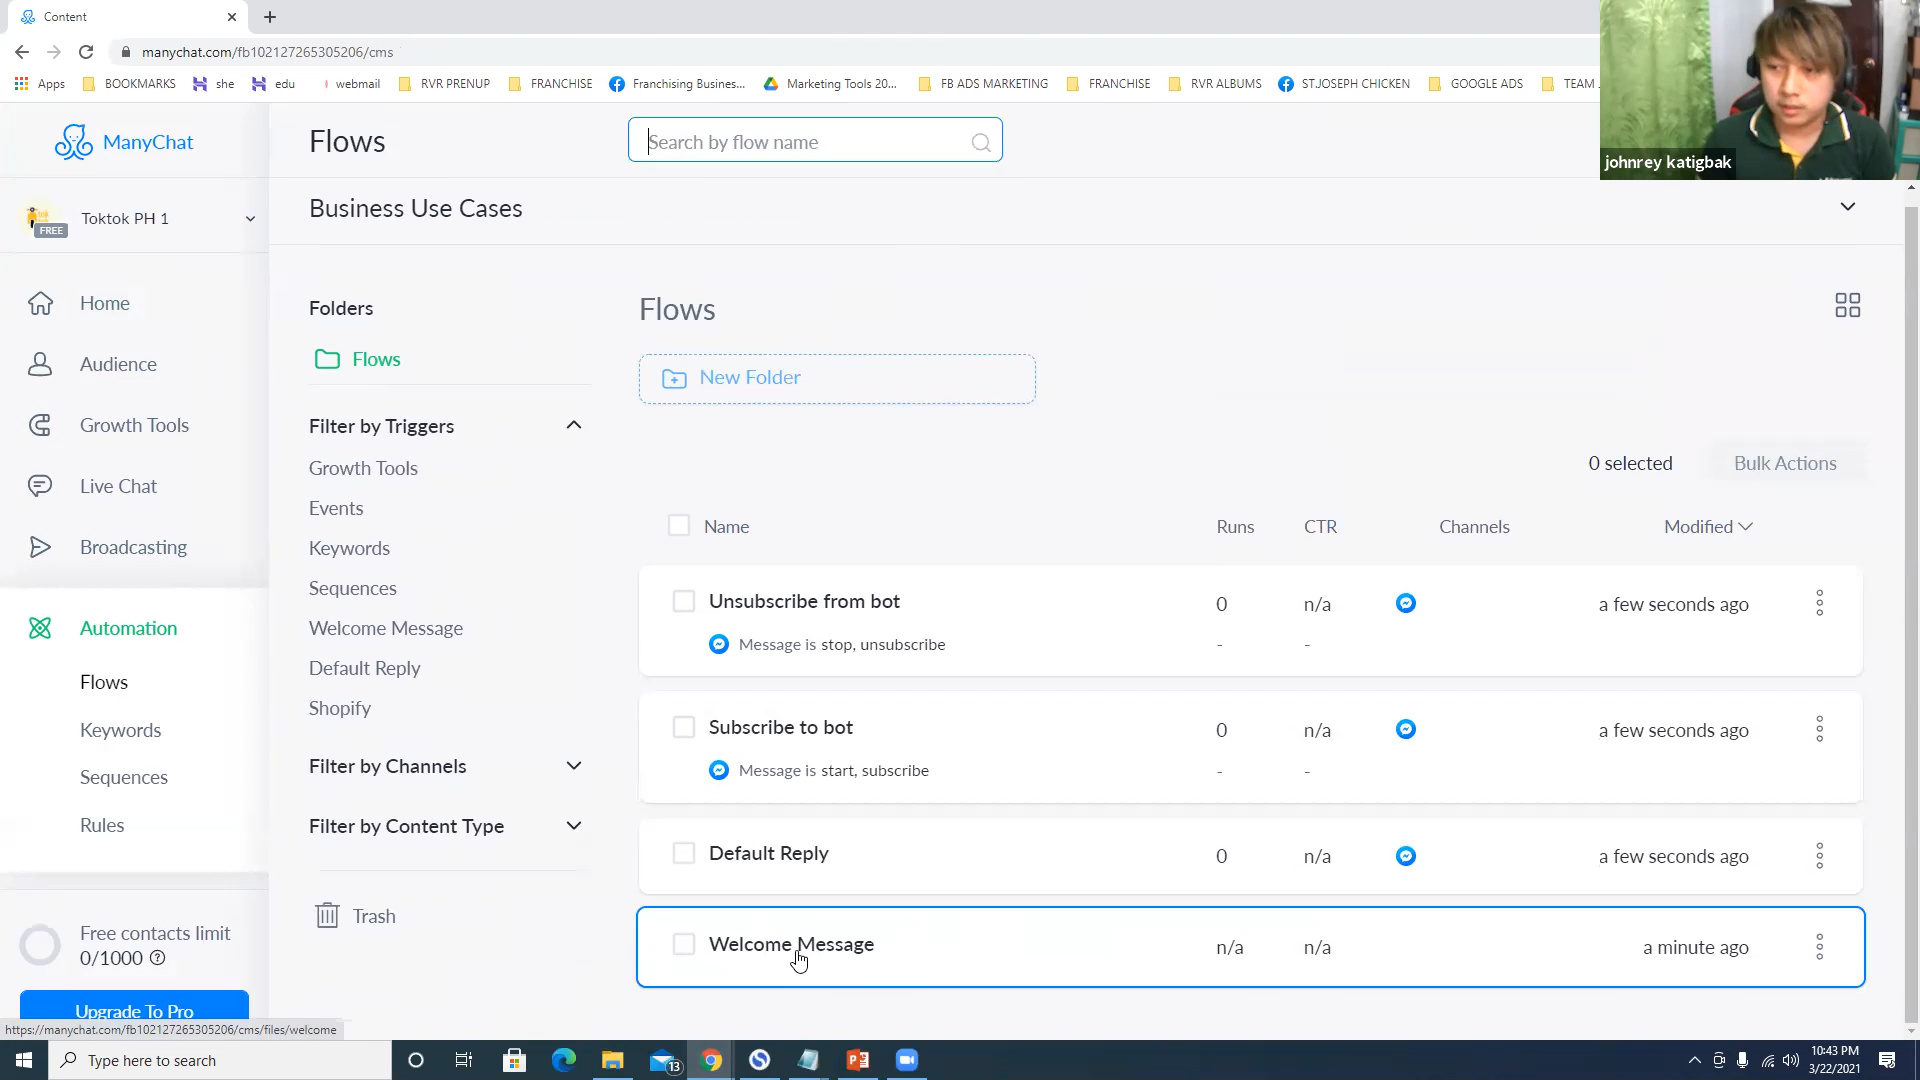 Content
manychat.com/fb102127265305206/cms
Apps
BOOKMARKS
she
edu
webmail
RVR PRENUP
FRANCHISE
Franchising Busines...
Marketing Tools 20...
FB ADS MARKETING
FRANCHISE
RVR ALBUMS
ST.JOSEPH CHICKEN
GOOGLE ADS
TEAM
johnrey katigbak
ManyChat
Flows
Search by flow name
Toktok PH 1
FREE
Business Use Cases
Home
Audience
Growth Tools
Live Chat
Broadcasting
Automation
Flows
Keywords
Sequences
Rules
Free contacts limit
0/1000
Upgrade To Pro
Folders
Flows
Filter by Triggers
Growth Tools
Events
Keywords
Sequences
Welcome Message
Default Reply
Shopify
Filter by Channels
Filter by Content Type
Trash
Flows
New Folder
0 selected
Bulk Actions
Name Runs CTR Channels Modified
Unsubscribe from bot 0 n/a a few seconds ago
Message is stop, unsubscribe - -
Subscribe to bot 0 n/a a few seconds ago
Message is start, subscribe - -
Default Reply 0 n/a a few seconds ago
Welcome Message n/a n/a a minute ago
https://manychat.com/fb102127265305206/cms/files/welcome
Type here to search
13
10:43 PM
3/22/2021